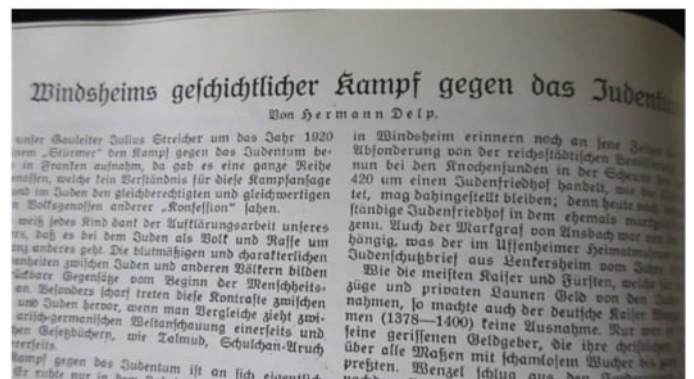 Windsheims geschichtlicher Kampf gegen das
Von Hermann Delp.
unser Gauleiter Julius Streicher um das Jahr 1920
„Stürmer" den Kampf gegen das Judentum be-
in Franken aufnahm, da gab es eine ganze Reihe
welche kein Verständnis für diese Kampfansage
und im Juden den gleichberechtigten und gleichwertigen
Volksgenossen anderer „Konfession" sahen.
weiß jedes Kind dank der Aufklärungsarbeit unseres
daß es bei dem Juden als Volk und Rasse um
anderes geht. Die blutmäßigen und charakterlichen
zwischen Juden und anderen Völkern bilden
Gegensätze vom Beginn der Menschheits-
an. Besonders scharf treten diese Kontraste zwischen
und Juden hervor, wenn man Vergleiche zieht zwi-
arisch-germanischen Weltanschauung einerseits und
Gesetzbüchern, wie Talmud, Schulchan-Aruch
Kampf gegen das Judentum ist an sich
Er ruhte nur in
in Windsheim erinnern noch an jene
Absonderung von der reichsstädtischen
nun bei den Knochenfunden in der
420 um einen Judenfriedhof handelt, wie
tet, mag dahingestellt bleiben; denn heute noch
ständige Judenfriedhof in dem ehemals
zenn. Auch der Markgraf von Ansbach war
hängig, was der im Uffenheimer
Judenschutzbrief aus Lenkersheim vom
Wie die meisten Kaiser und Fürsten, welche
züge und privaten Launen Geld von den
nahmen, so machte auch der deutsche Kaiser
men (1378—1400) keine Ausnahme. Nur
seine gerissenen Geldgeber, die ihre
über alle Maßen mit schamlosem Wucher
preßten. Wenzel schlug aus